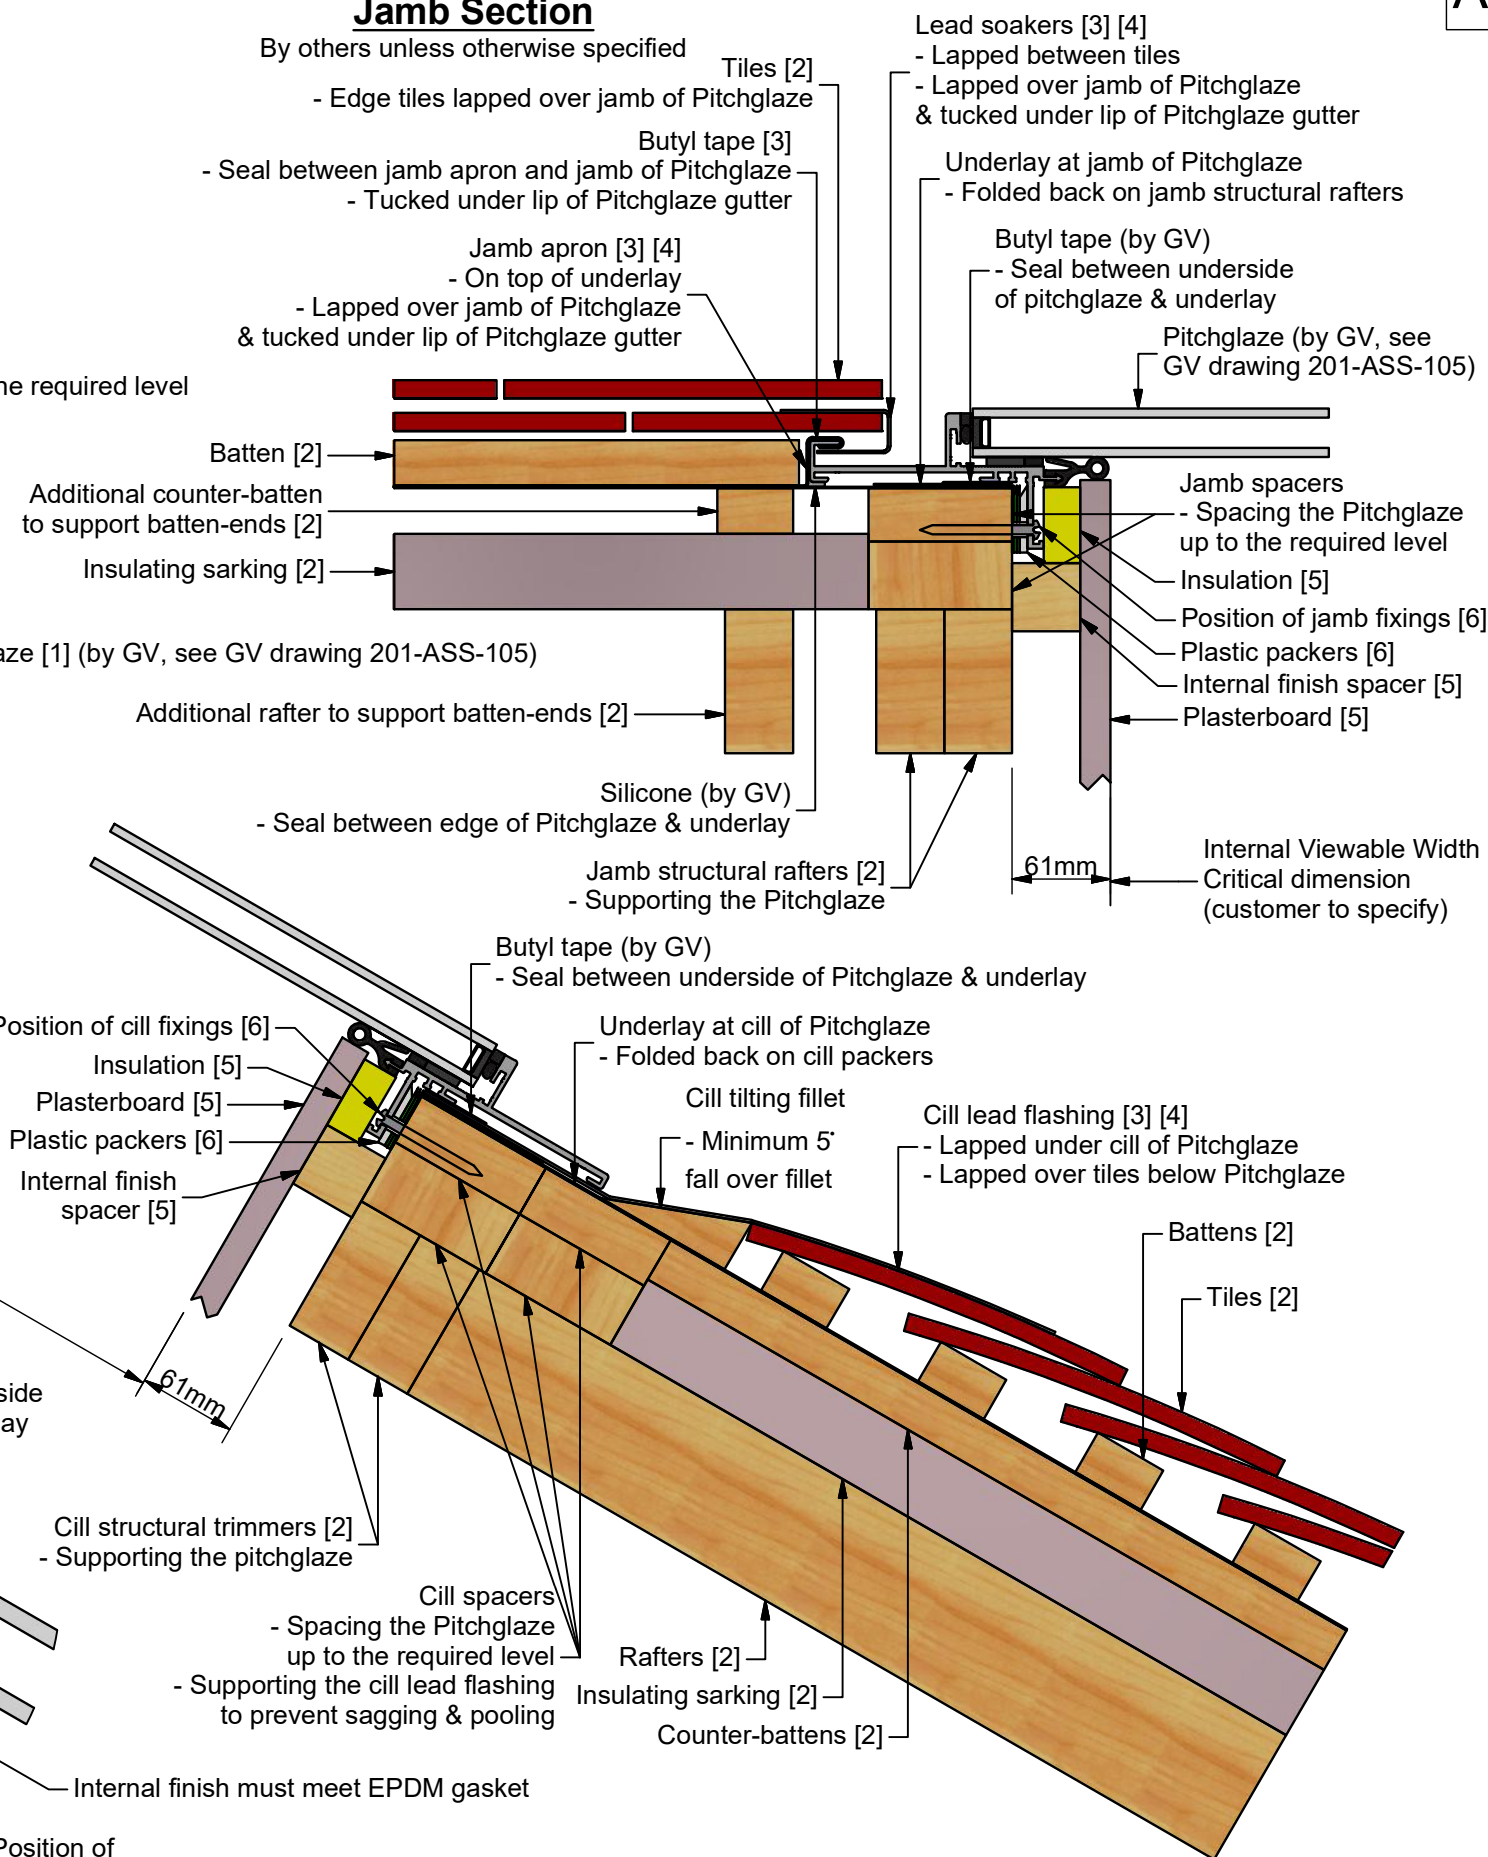 Jamb Section
By others unless otherwise specified
Tiles [2]
- Edge tiles lapped over jamb of Pitchglaze
Butyl tape [3]
- Seal between jamb apron and jamb of Pitchglaze
- Tucked under lip of Pitchglaze gutter
Jamb apron [3] [4]
- On top of underlay
- Lapped over jamb of Pitchglaze
& tucked under lip of Pitchglaze gutter
Lead soakers [3] [4]
- Lapped between tiles
- Lapped over jamb of Pitchglaze
& tucked under lip of Pitchglaze gutter
Underlay at jamb of Pitchglaze
- Folded back on jamb structural rafters
Butyl tape (by GV)
- Seal between underside
of pitchglaze & underlay
Pitchglaze (by GV, see
GV drawing 201-ASS-105)
he required level
Batten [2]
Additional counter-batten
to support batten-ends [2]
Insulating sarking [2]
aze [1] (by GV, see GV drawing 201-ASS-105)
Additional rafter to support batten-ends [2]
Silicone (by GV)
- Seal between edge of Pitchglaze & underlay
Jamb structural rafters [2]
- Supporting the Pitchglaze
Jamb spacers
- Spacing the Pitchglaze
up to the required level
Insulation [5]
Position of jamb fixings [6]
Plastic packers [6]
Internal finish spacer [5]
Plasterboard [5]
61mm
Internal Viewable Width
Critical dimension
(customer to specify)
Butyl tape (by GV)
- Seal between underside of Pitchglaze & underlay
Position of cill fixings [6]
Insulation [5]
Plasterboard [5]
Plastic packers [6]
Internal finish
spacer [5]
Underlay at cill of Pitchglaze
- Folded back on cill packers
Cill tilting fillet
- Minimum 5°
fall over fillet
Cill lead flashing [3] [4]
- Lapped under cill of Pitchglaze
- Lapped over tiles below Pitchglaze
Battens [2]
Tiles [2]
61mm
side
ay
Cill structural trimmers [2]
- Supporting the pitchglaze
Cill spacers
- Spacing the Pitchglaze
up to the required level
- Supporting the cill lead flashing
to prevent sagging & pooling
Rafters [2]
Insulating sarking [2]
Counter-battens [2]
Internal finish must meet EPDM gasket
Position of